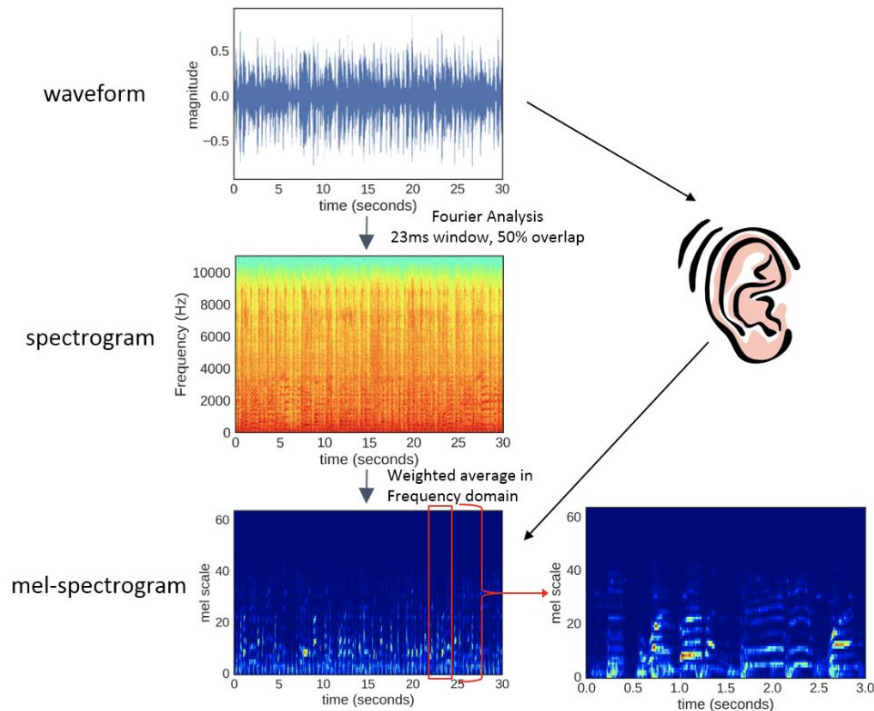 waveform
magnitude
0.5
0.0
−0.5
0 5 10 15 20 25 30
time (seconds)
Fourier Analysis
23ms window, 50% overlap
spectrogram
Frequency (Hz)
10000
8000
6000
4000
2000
0
0 5 10 15 20 25 30
time (seconds)
Weighted average in
Frequency domain
mel-spectrogram
mel scale
60
40
20
0
0 5 10 15 20 25 30
time (seconds)
mel scale
60
40
20
0
0.0 0.5 1.0 1.5 2.0 2.5 3.0
time (seconds)